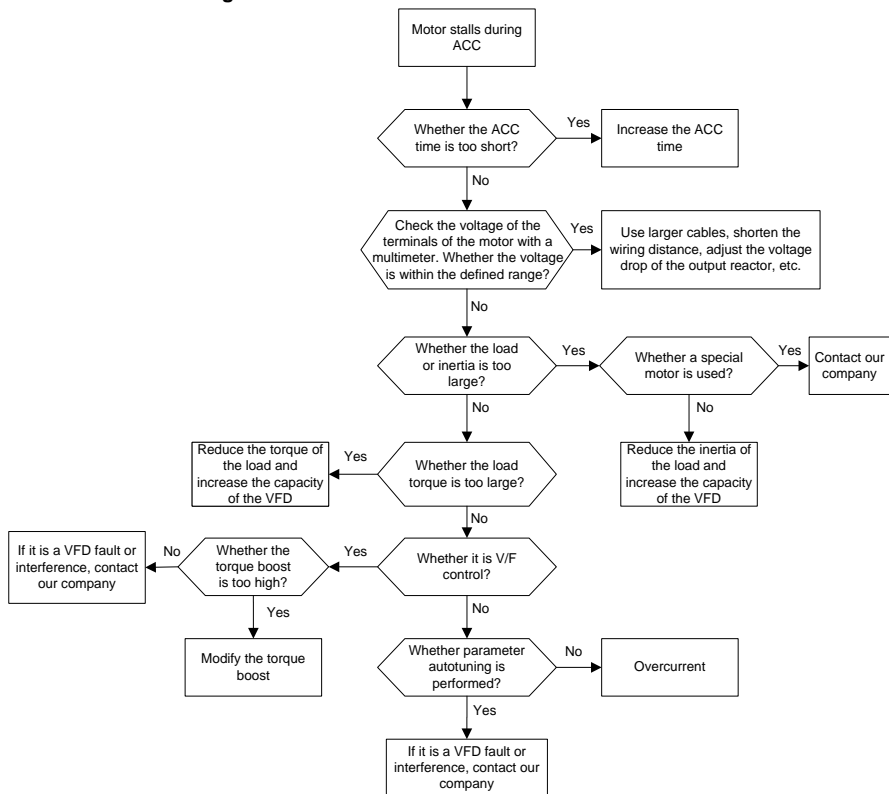 Motor stalls during
ACC
Whether the ACC
time is too short?
Yes
Increase the ACC
time
No
Check the voltage of the
terminals of the motor with a
multimeter. Whether the voltage
is within the defined range?
Yes
Use larger cables, shorten the
wiring distance, adjust the voltage
drop of the output reactor, etc.
No
Whether the load
or inertia is too
large?
Yes
Whether a special
motor is used?
Yes
Contact our
company
No
No
Reduce the inertia of
the load and
increase the capacity
of the VFD
Whether the load
torque is too large?
Yes
Reduce the torque of
the load and
increase the capacity
of the VFD
No
Whether it is V/F
control?
Yes
Whether the
torque boost
is too high?
No
If it is a VFD fault or
interference, contact
our company
Yes
Modify the torque
boost
No
Whether parameter
autotuning is
performed?
No
Overcurrent
Yes
If it is a VFD fault or
interference, contact our
company